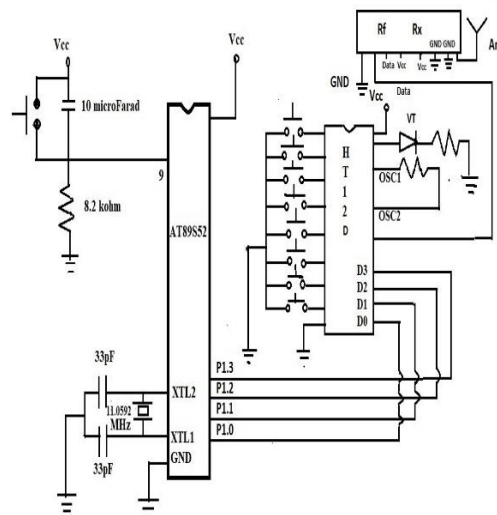 Rf Rx
An
GND GND
Data Vcc Vcc
GND
Data
Vcc
Vcc
Vcc
10 microFarad
VT
H
T
1
2
D
OSC1
OSC2
9
8.2 kohm
AT89S52
D3
D2
D1
D0
33pF
P1.3
P1.2
P1.1
P1.0
XTL2
11.0592
MHz
XTL1
33pF
GND